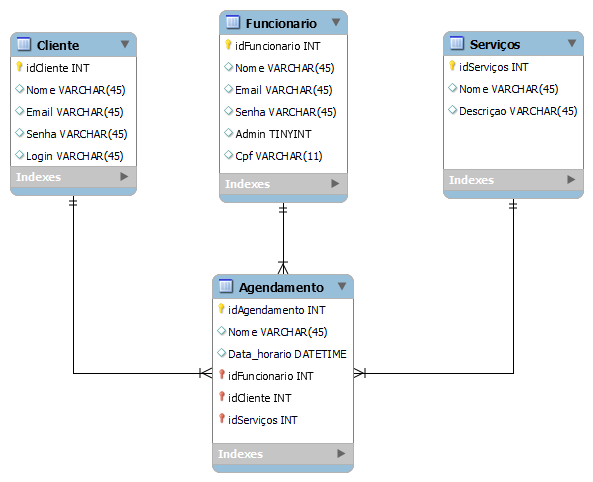 Cliente
idCliente INT
Nome VARCHAR(45)
Email VARCHAR(45)
Senha VARCHAR(45)
Login VARCHAR(45)
Indexes
Funcionario
idFuncionario INT
Nome VARCHAR(45)
Email VARCHAR(45)
Senha VARCHAR(45)
Admin TINYINT
Cpf VARCHAR(11)
Indexes
Serviços
idServiços INT
Nome VARCHAR(45)
Descriçao VARCHAR(45)
Indexes
Agendamento
idAgendamento INT
Nome VARCHAR(45)
Data_horario DATETIME
idFuncionario INT
idCliente INT
idServiços INT
Indexes